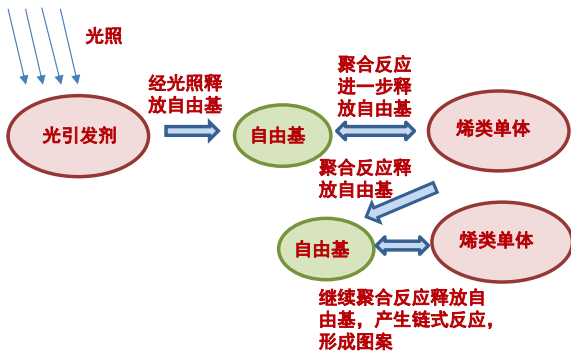 光照
经光照释
放自由基
聚合反应
进一步释
放自由基
光引发剂
自由基
烯类单体
聚合反应释
放自由基
自由基
烯类单体
继续聚合反应释放自
由基，产生链式反应，
形成图案